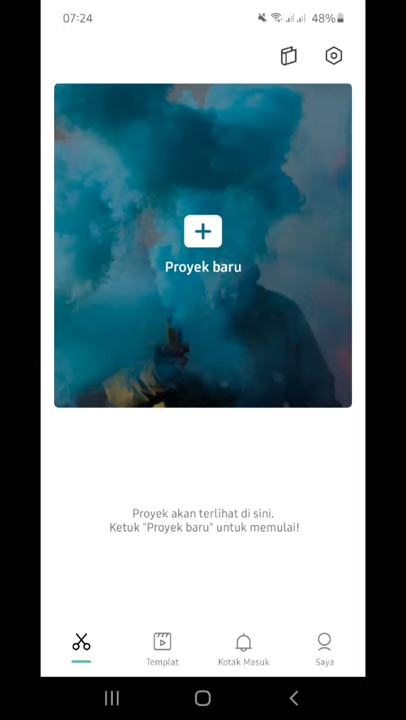 07:24
48%
Proyek baru
Proyek akan terlihat di sini.
Ketuk "Proyek baru" untuk memulai!
Templat
Kotak Masuk
Saya